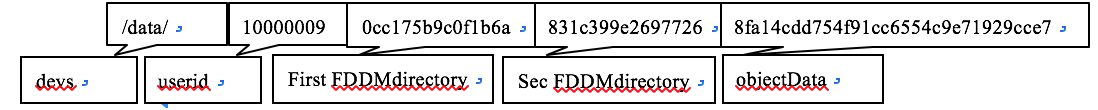 /data/ 10000009 0cc175b9c0f1b6a 831c399e2697726 8fa14cdd754f91cc6554c9e71929cce7
devs userid First FDDMdirectory Sec FDDMdirectory objectData